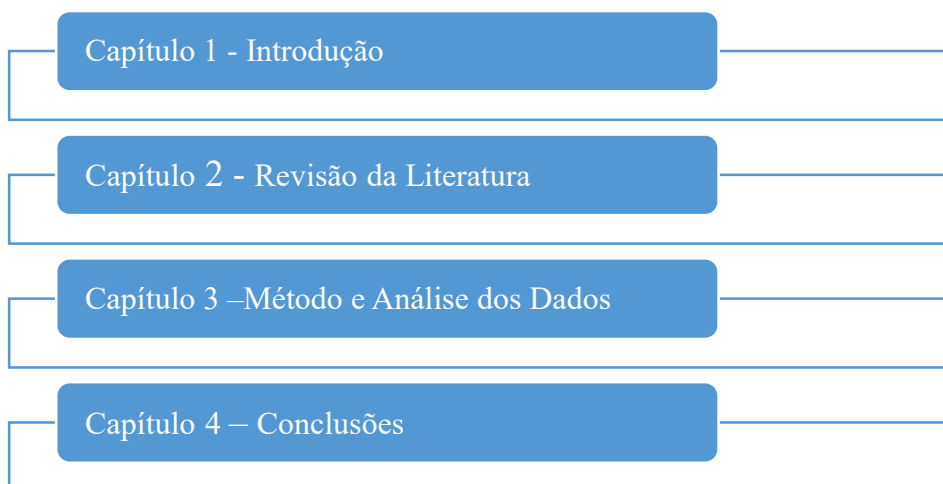 Capítulo 1 - Introdução
Capítulo 2 - Revisão da Literatura
Capítulo 3 –Método e Análise dos Dados
Capítulo 4 – Conclusões